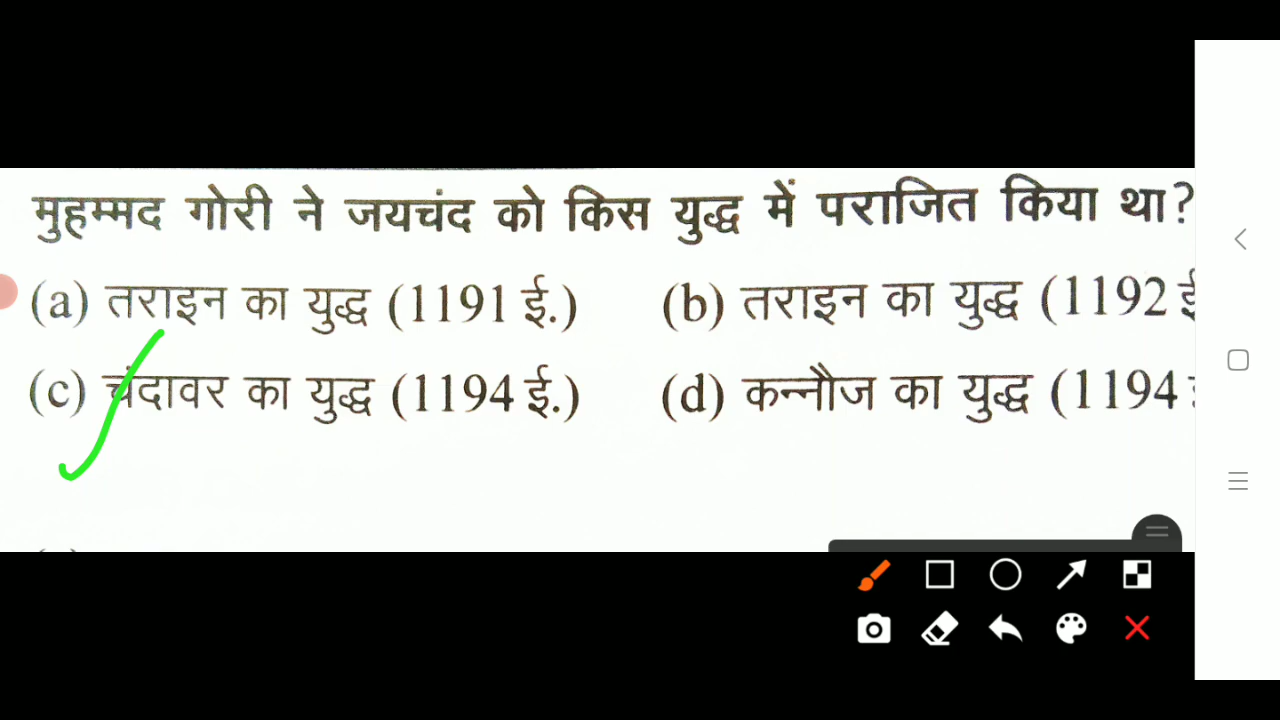 मुहम्मद गोरी ने जयचंद को किस युद्ध में पराजित किया था?
(a) तराइन का युद्ध (1191 ई.) (b) तराइन का युद्ध (1192 ई
(c) चंदावर का युद्ध (1194 ई.) (d) कन्नौज का युद्ध (1194